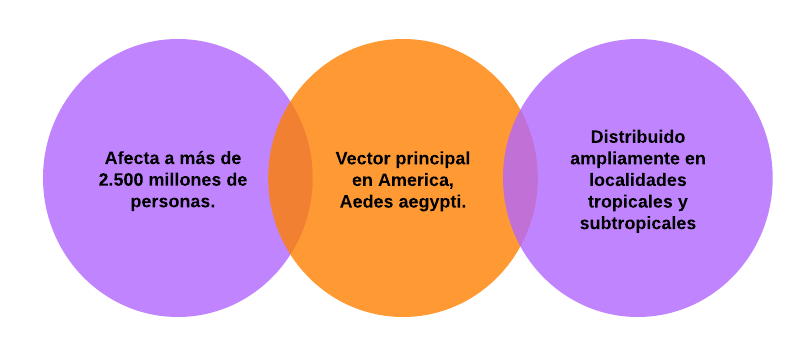 Afecta a más de
2.500 millones de
personas.
Vector principal
en America,
Aedes aegypti.
Distribuido
ampliamente en
localidades
tropicales y
subtropicales